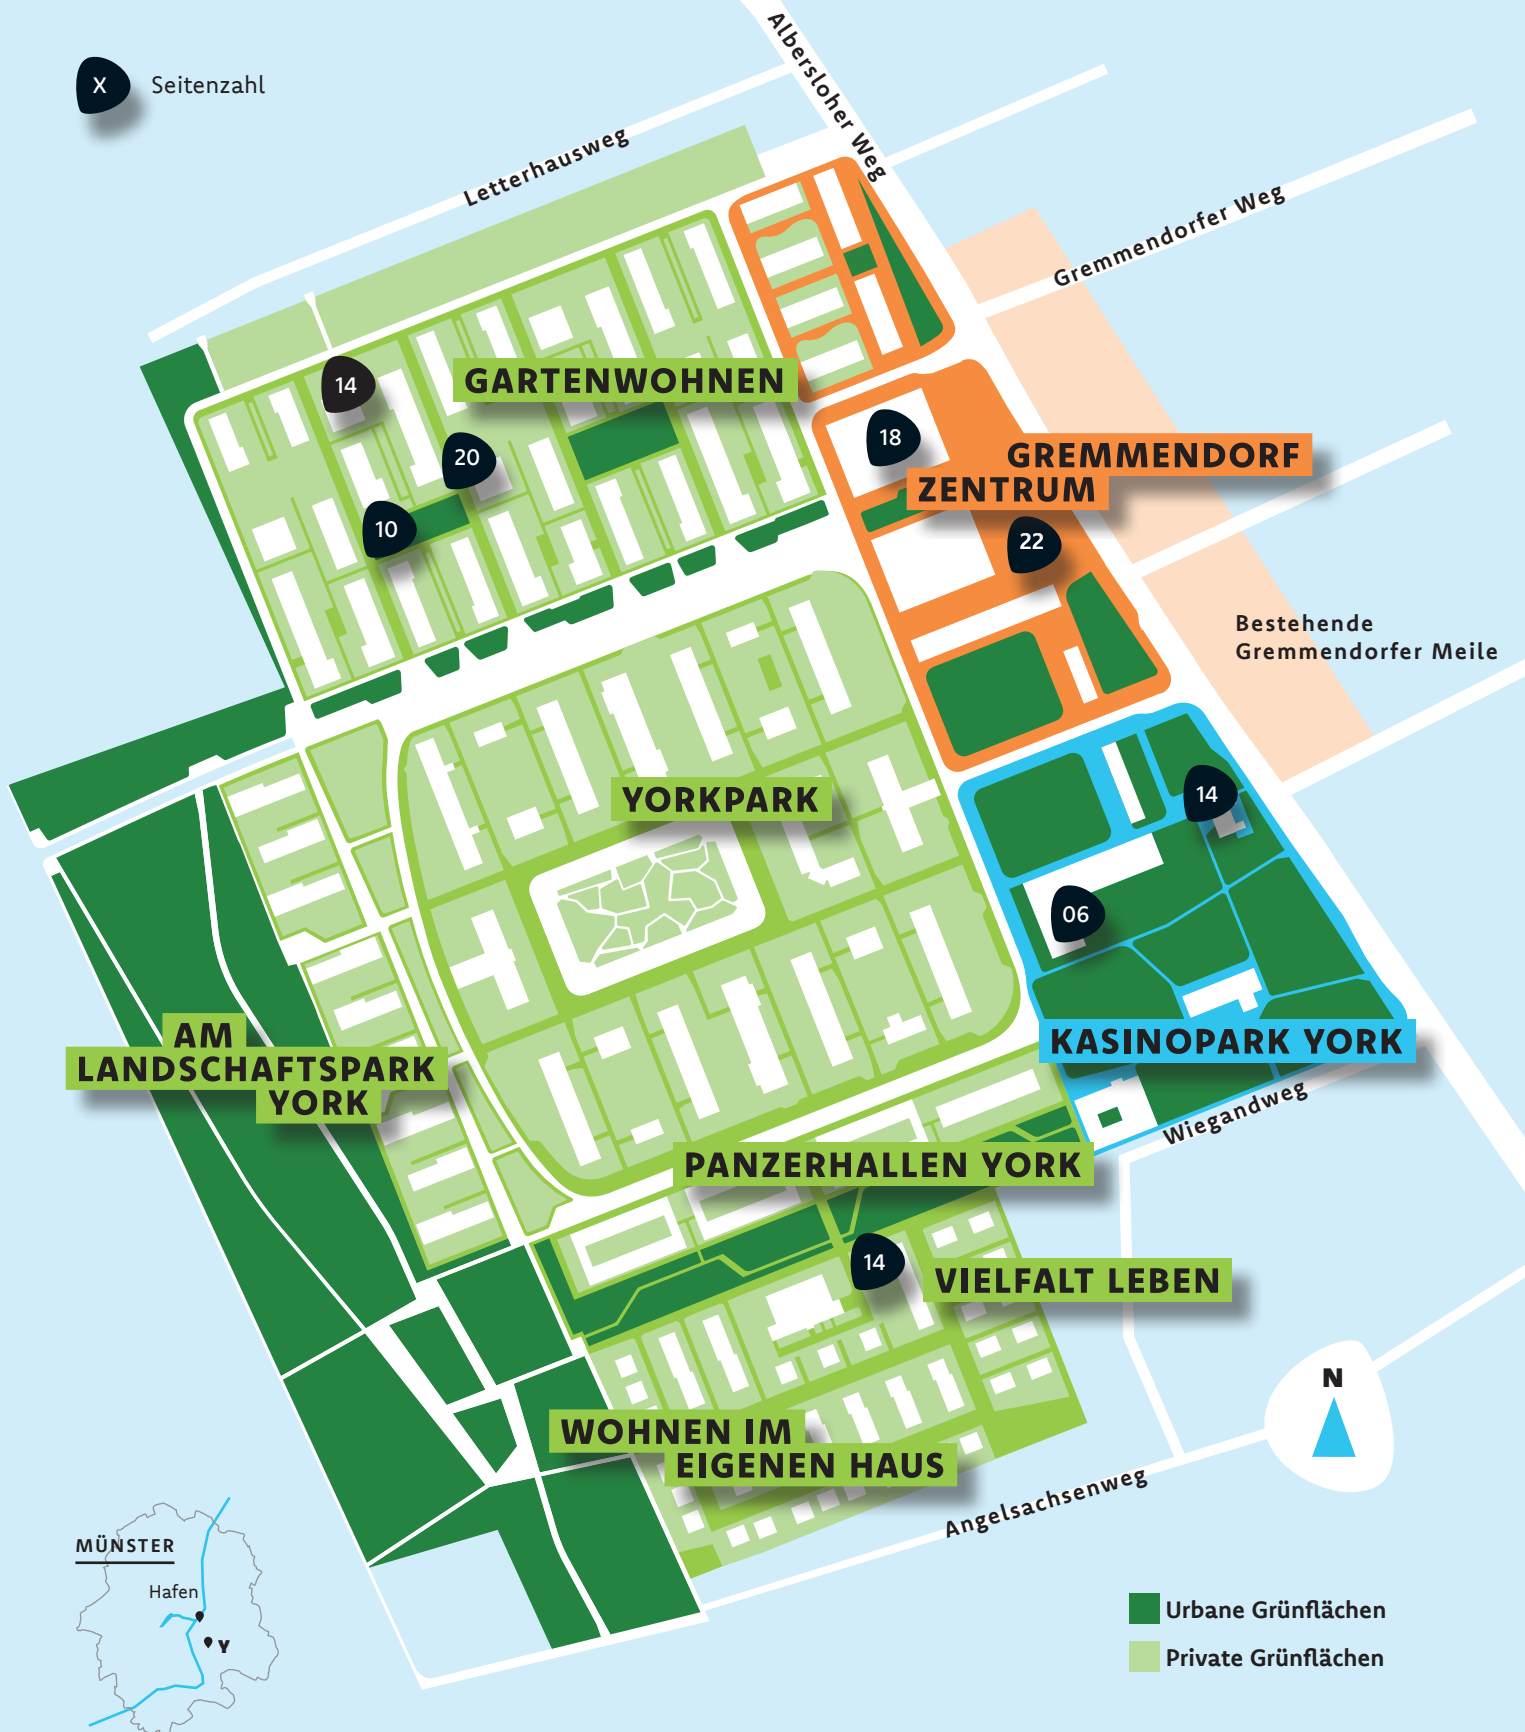 X
Seitenzahl
Albersloher Weg
Letterhausweg
Gremmendorfer Weg
14
GARTENWOHNEN
18
20
GREMMENDORF
ZENTRUM
10
22
Bestehende
Gremmendorfer Meile
YORKPARK
14
06
AM
LANDSCHAFTSPARK
YORK
KASINOPARK YORK
Wiegandweg
PANZERHALLEN YORK
14
VIELFALT LEBEN
N
WOHNEN IM
EIGENEN HAUS
Angelsachsenweg
MÜNSTER
Hafen
Y
Urbane Grünflächen
Private Grünflächen